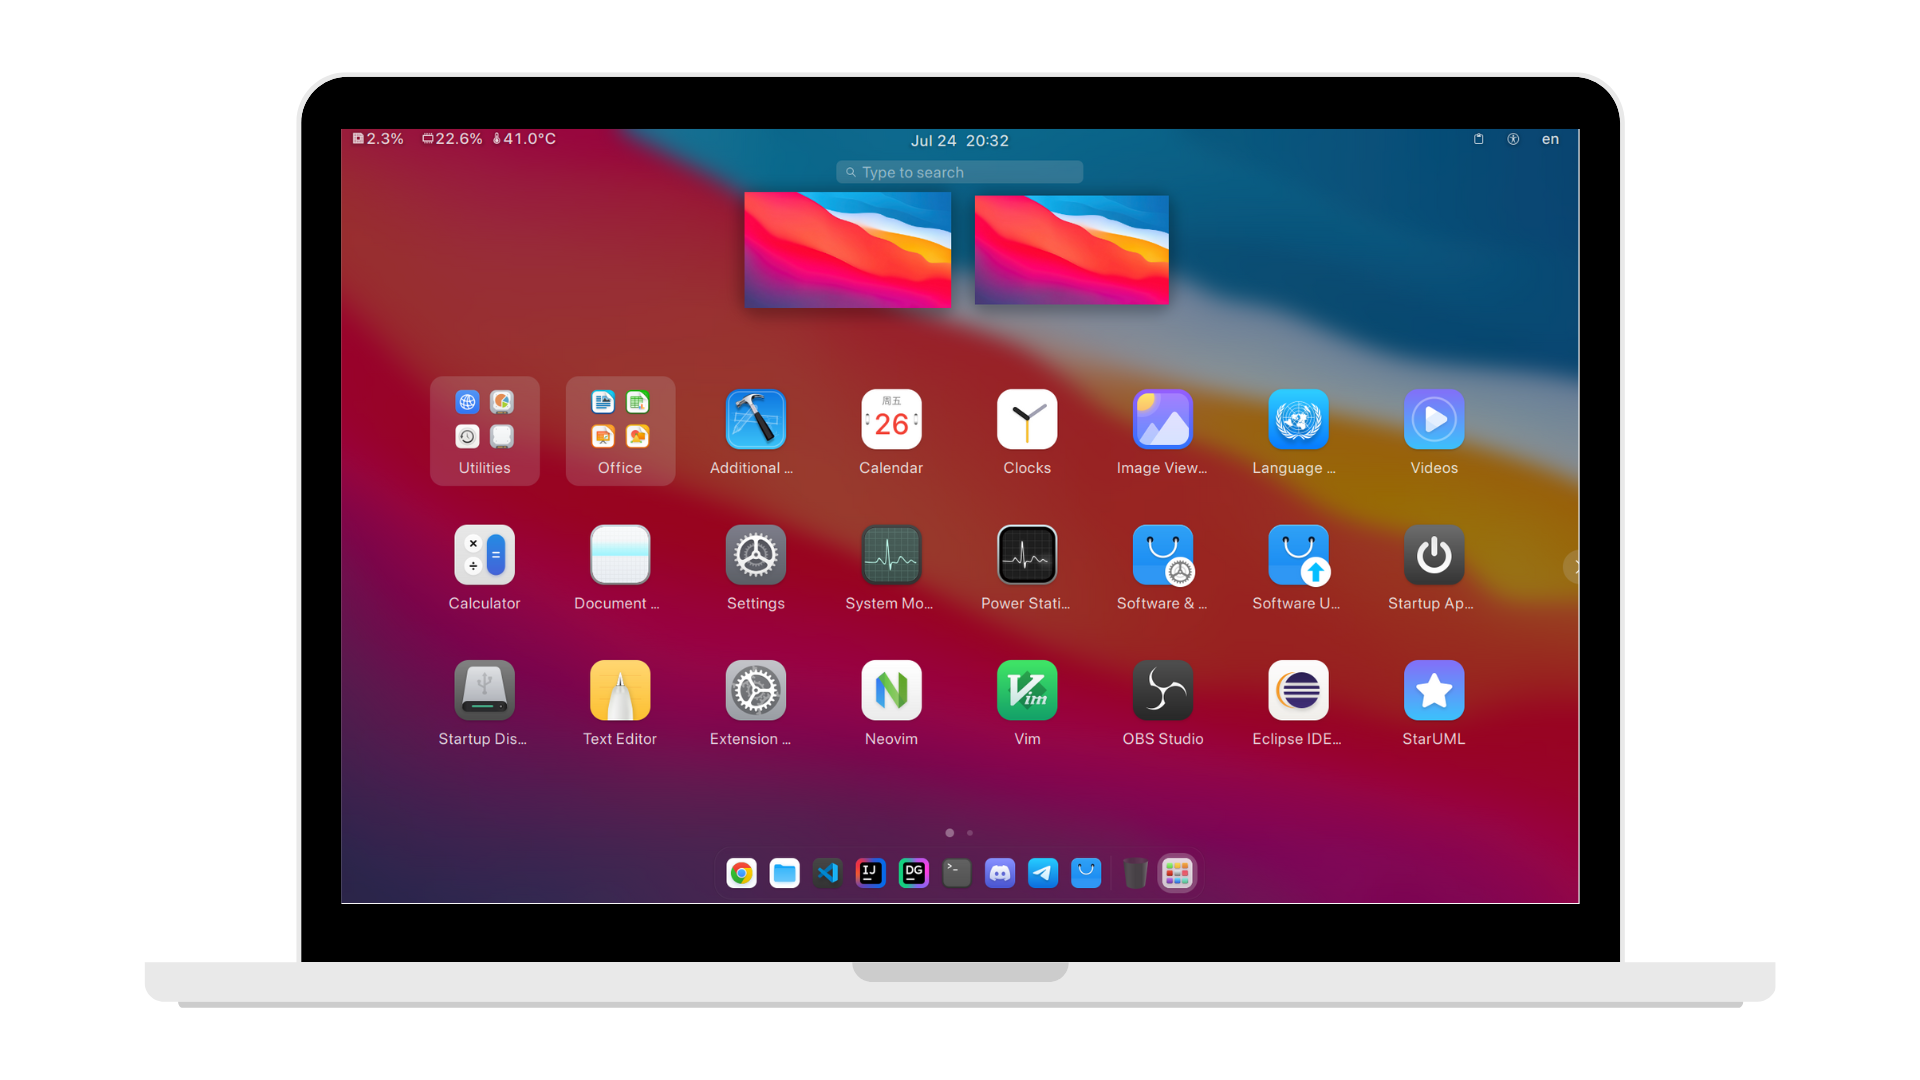 2.3% 22.6% 41.0°C Jul 24 20:32 en
Type to search
周五
26
Utilities Office Additional ... Calendar Clocks Image View... Language ... Videos
Calculator Document ... Settings System Mo... Power Stati... Software & ... Software U... Startup Ap...
Vim
Startup Dis... Text Editor Extension ... Neovim Vim OBS Studio Eclipse IDE... StarUML
IJ DG >-